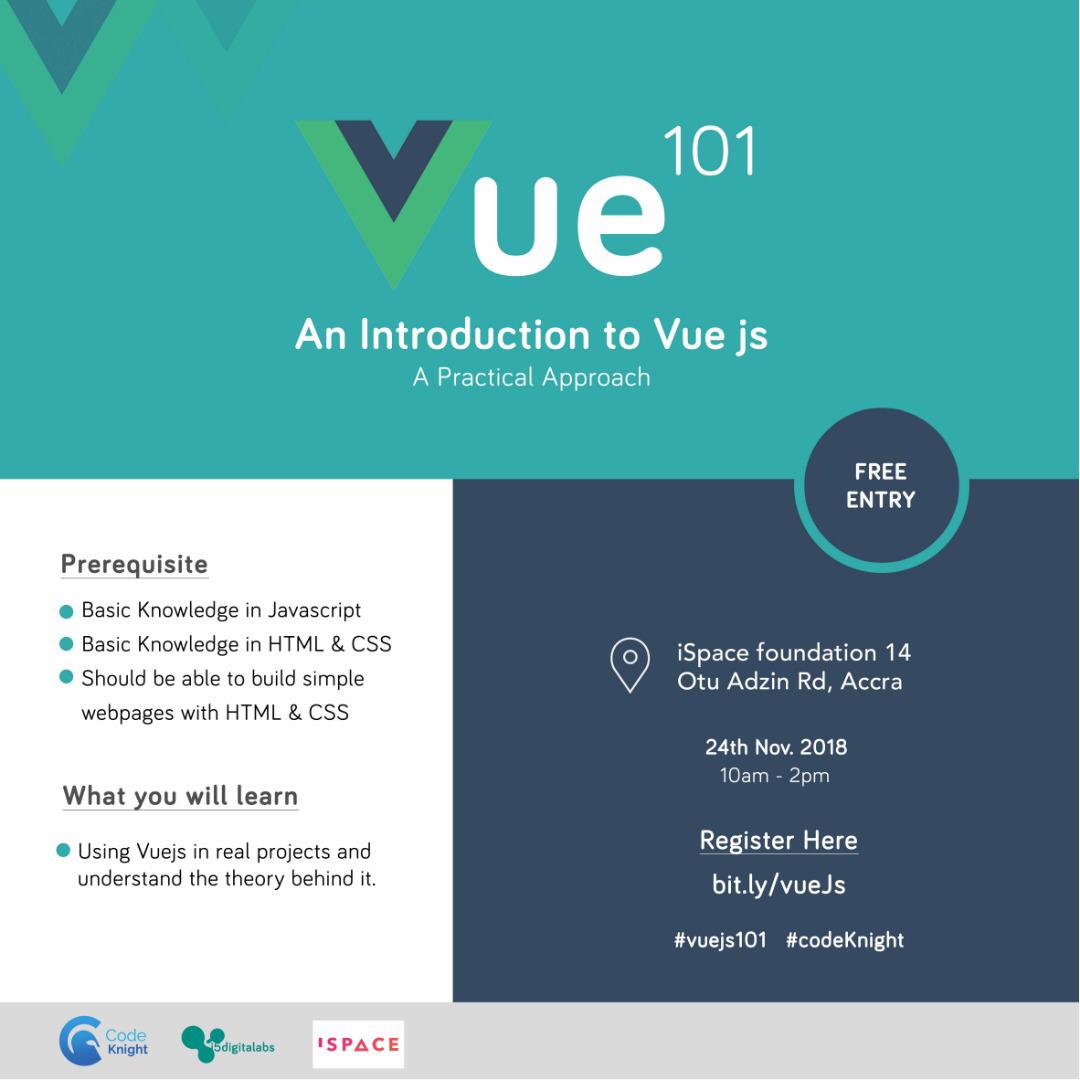 Vue 101
An Introduction to Vue js
A Practical Approach
FREE
ENTRY
Prerequisite
Basic Knowledge in Javascript
Basic Knowledge in HTML & CSS
Should be able to build simple
webpages with HTML & CSS
What you will learn
Using Vuejs in real projects and
understand the theory behind it.
iSpace foundation 14
Otu Adzin Rd, Accra
24th Nov. 2018
10am - 2pm
Register Here
bit.ly/vueJs
#vuejs101 #codeKnight
Code
Knight
i5digitalabs
iSPACE